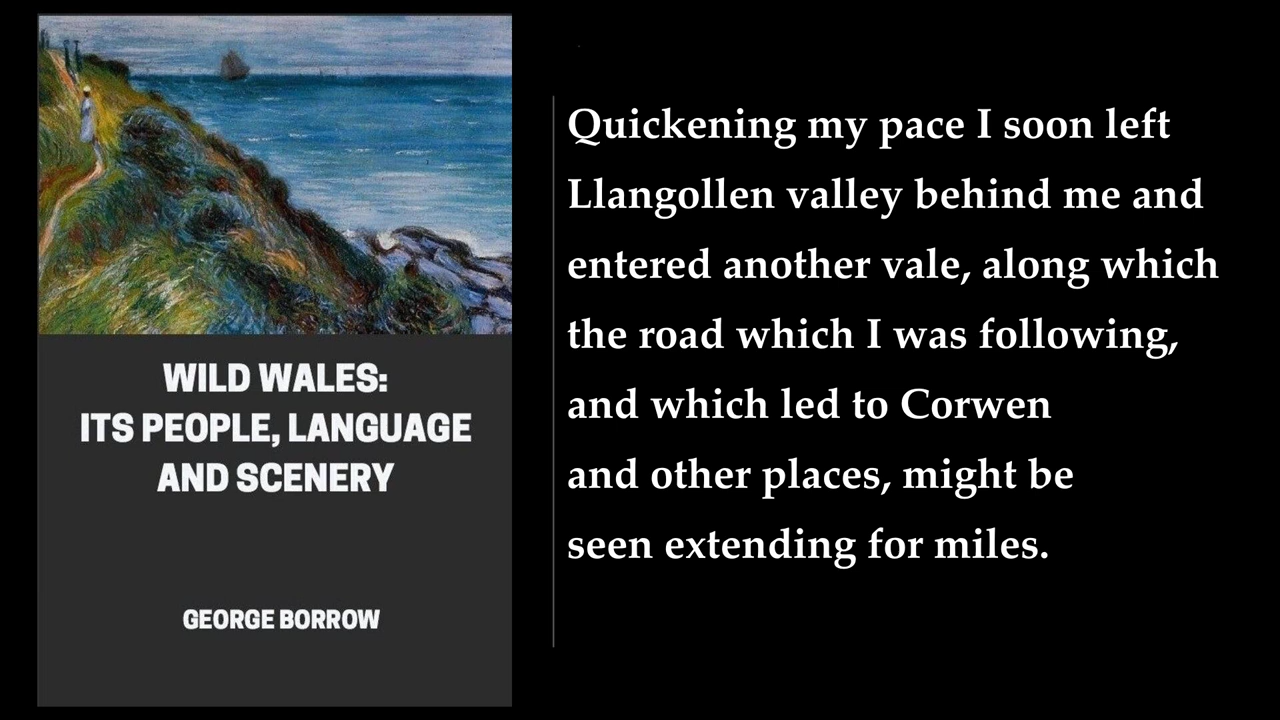 WILD WALES:
ITS PEOPLE, LANGUAGE
AND SCENERY
GEORGE BORROW
Quickening my pace I soon left
Llangollen valley behind me and
entered another vale, along which
the road which I was following,
and which led to Corwen
and other places, might be
seen extending for miles.